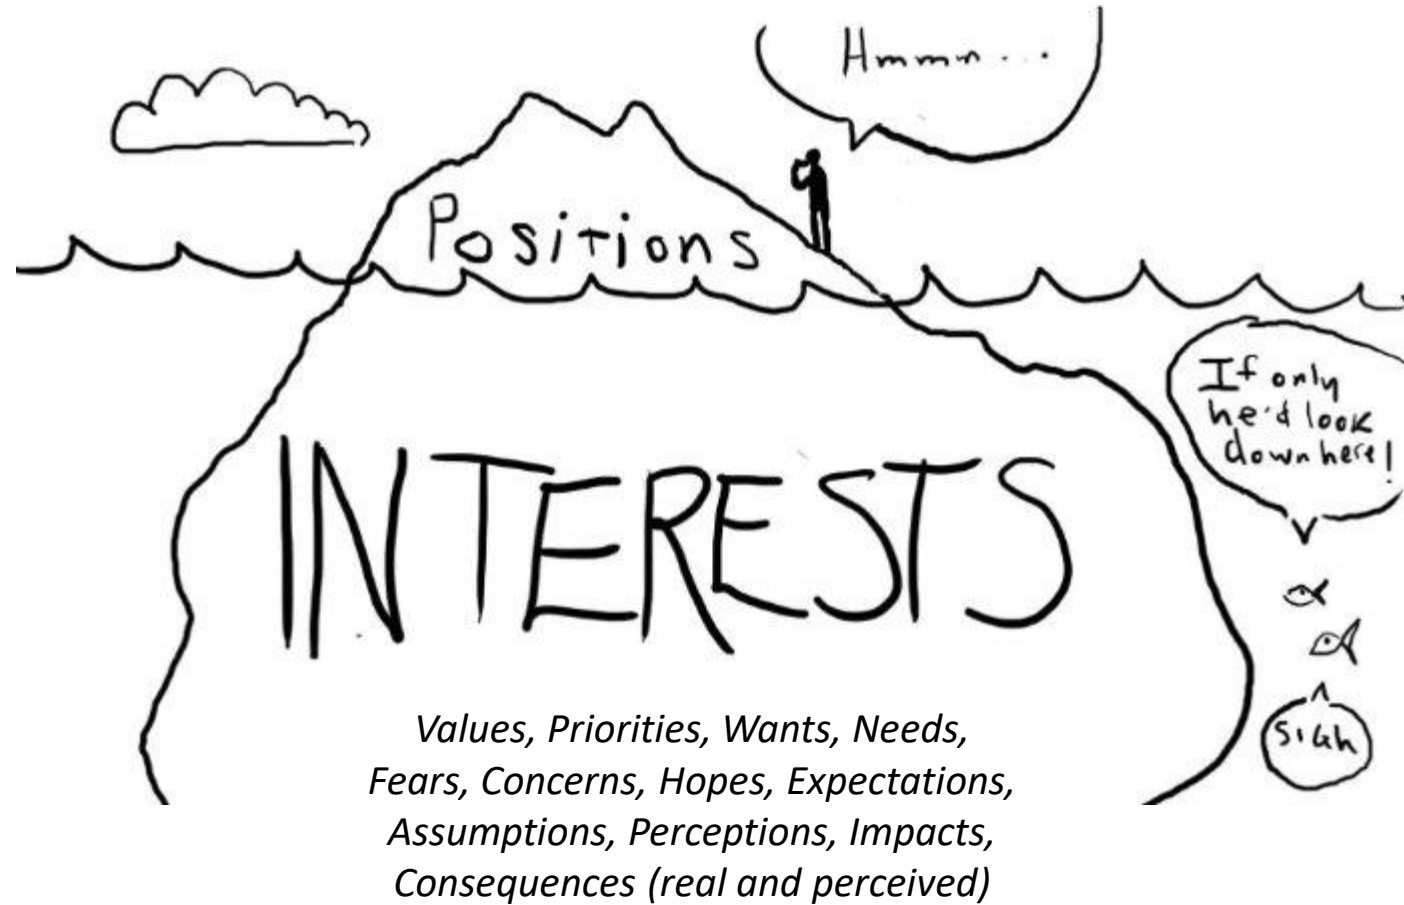 Hmmm...
Positions
If only
he'd look
down here!
INTERESTS
sigh
Values, Priorities, Wants, Needs,
Fears, Concerns, Hopes, Expectations,
Assumptions, Perceptions, Impacts,
Consequences (real and perceived)